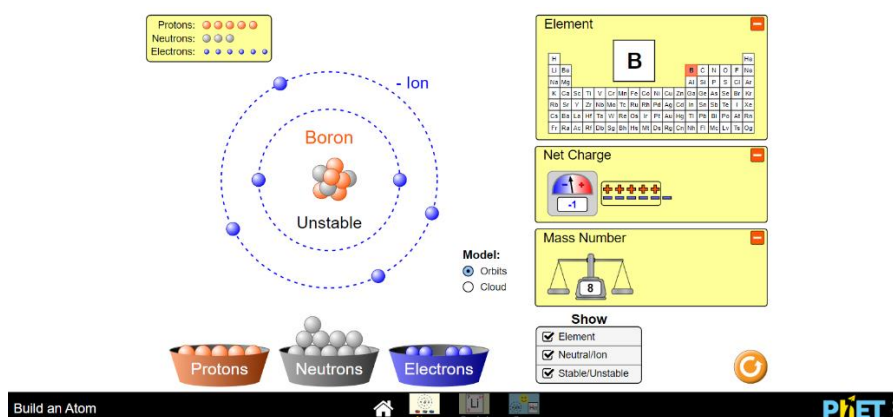 Protons:
Neutrons:
Electrons:
- Ion
Boron
Unstable
Model:
Orbits
Cloud
Protons
Neutrons
Electrons
Element
B
H He
Li Be B C N O F Ne
Na Mg Al Si P S Cl Ar
K Ca Sc Ti V Cr Mn Fe Co Ni Cu Zn Ga Ge As Se Br Kr
Rb Sr Y Zr Nb Mo Tc Ru Rh Pd Ag Cd In Sn Sb Te I Xe
Cs Ba La Hf Ta W Re Os Ir Pt Au Hg Tl Pb Bi Po At Rn
Fr Ra Ac Rf Db Sg Bh Hs Mt Ds Rg Cn Nh Fl Mc Lv Ts Og
Net Charge
- +
-1
Mass Number
8
Show
Element
Neutral/Ion
Stable/Unstable
Build an Atom
PhET